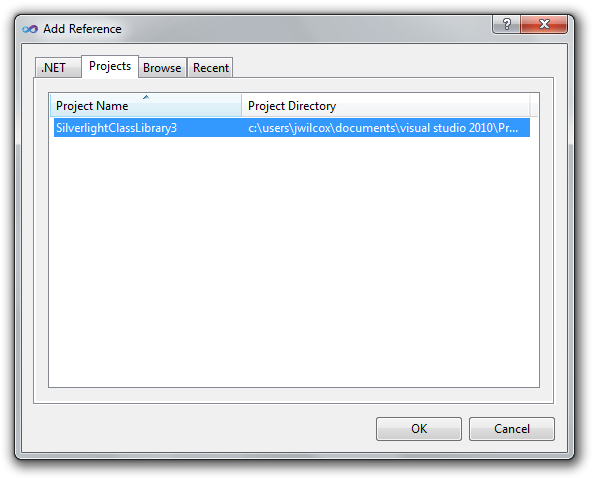 Add Reference
.NET Projects Browse Recent
Project Name Project Directory
SilverlightClassLibrary3 c:\users\jwilcox\documents\visual studio 2010\Pr...
OK Cancel